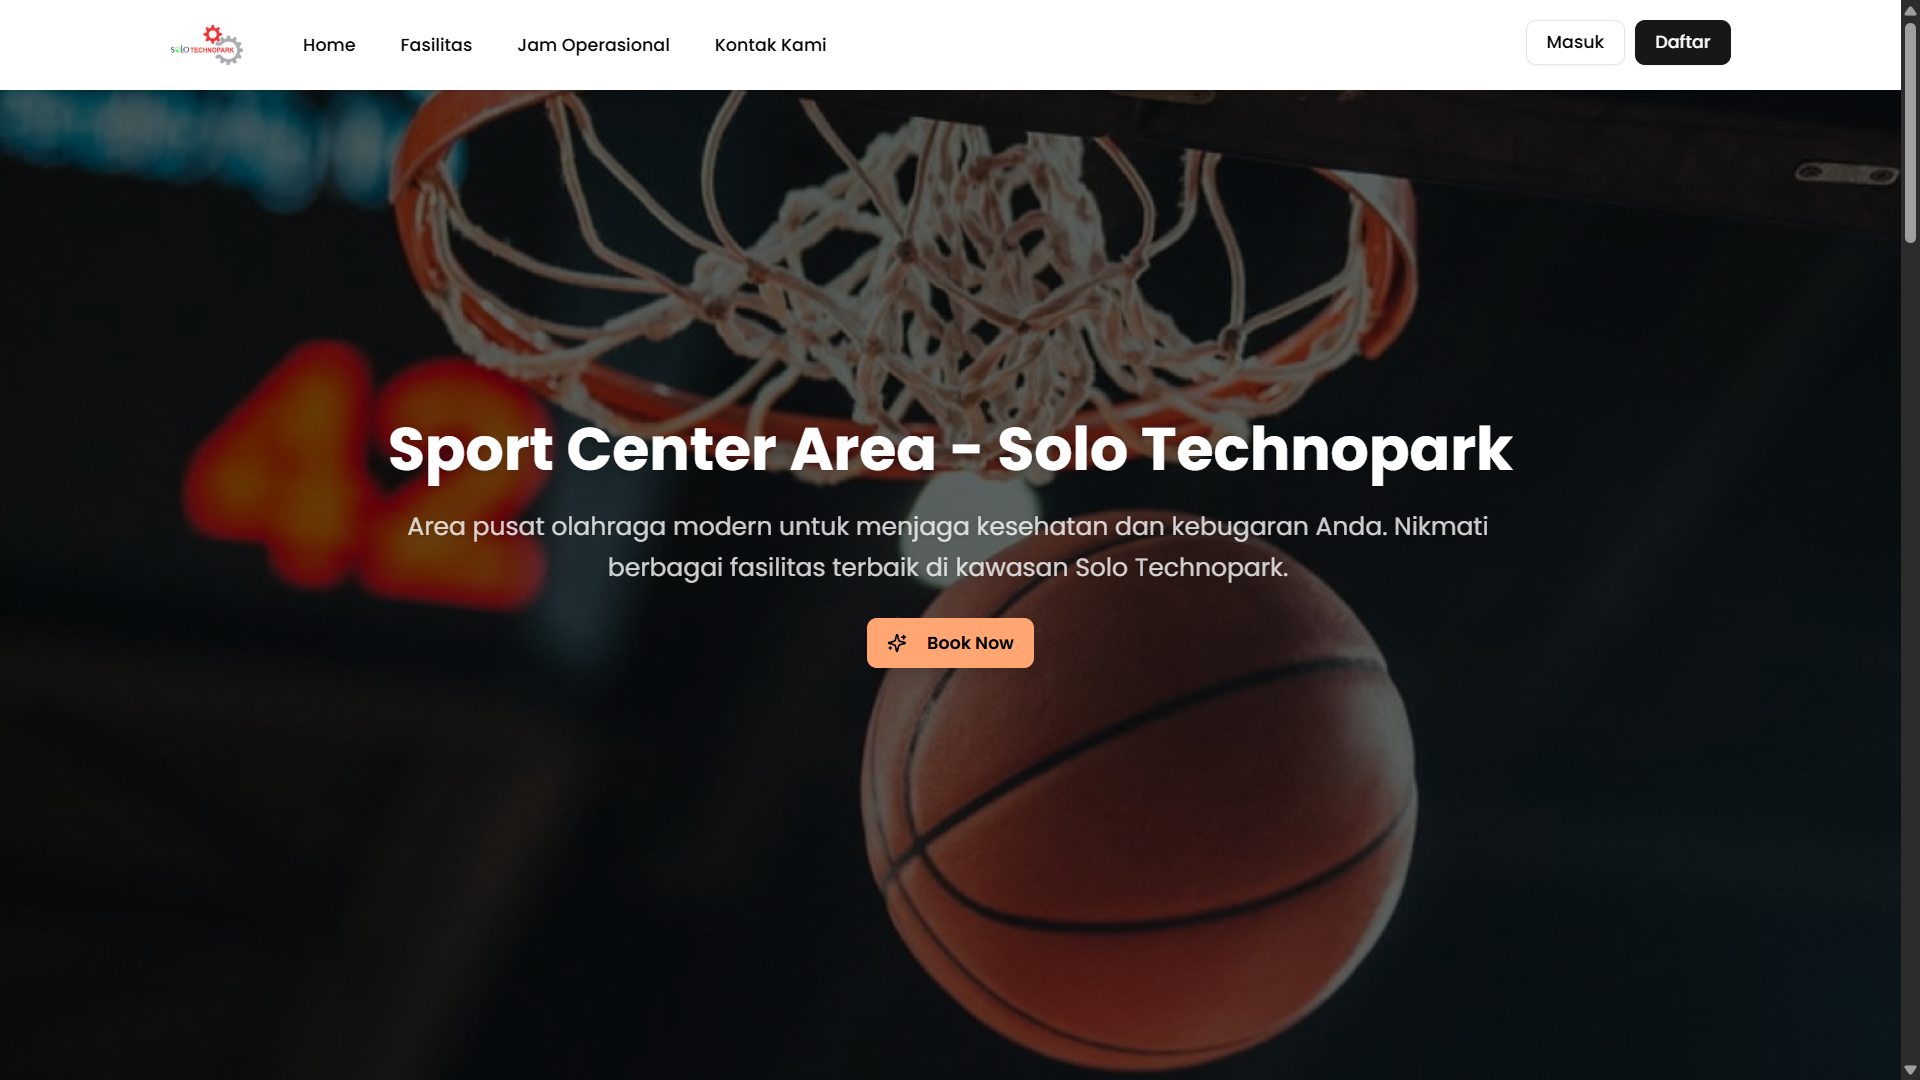 solo TECHNOPARK
Home
Fasilitas
Jam Operasional
Kontak Kami
Masuk
Daftar
42
Sport Center Area - Solo Technopark
Area pusat olahraga modern untuk menjaga kesehatan dan kebugaran Anda. Nikmati
berbagai fasilitas terbaik di kawasan Solo Technopark.
Book Now